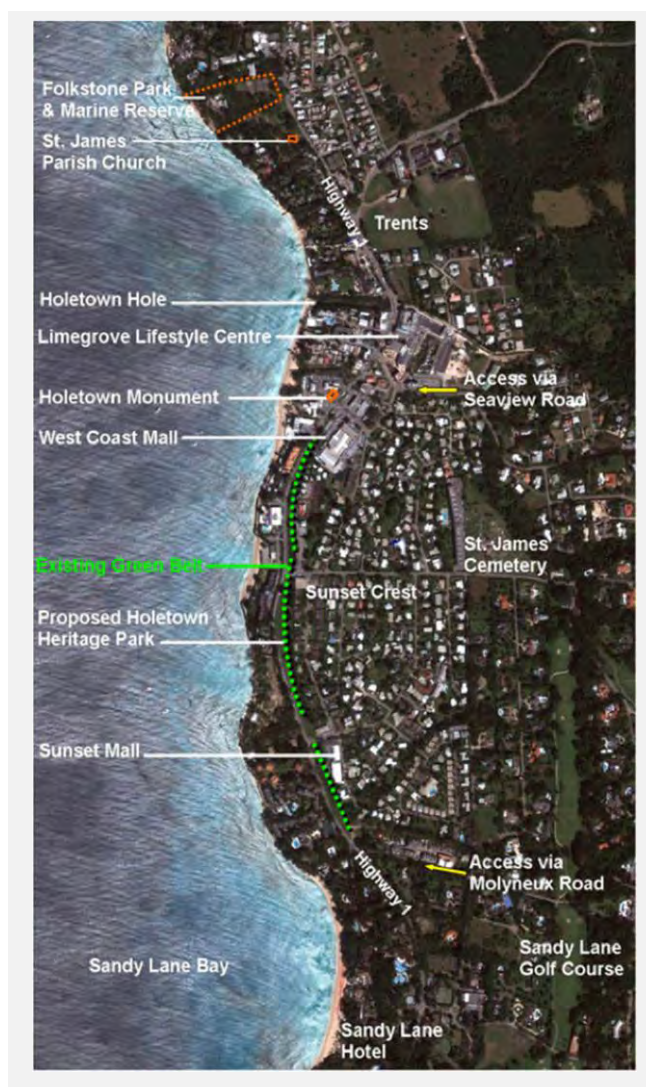 Folkstone Park
& Marine Reserve
St. James
Parish Church
Highway 1
Trents
Holetown Hole
Limegrove Lifestyle Centre
Access via
Seaview Road
Holetown Monument
West Coast Mall
St. James
Cemetery
Existing Green Belt
Sunset Crest
Proposed Holetown
Heritage Park
Sunset Mall
Highway 1
Access via
Molyneux Road
Sandy Lane
Golf Course
Sandy Lane Bay
Sandy Lane
Hotel